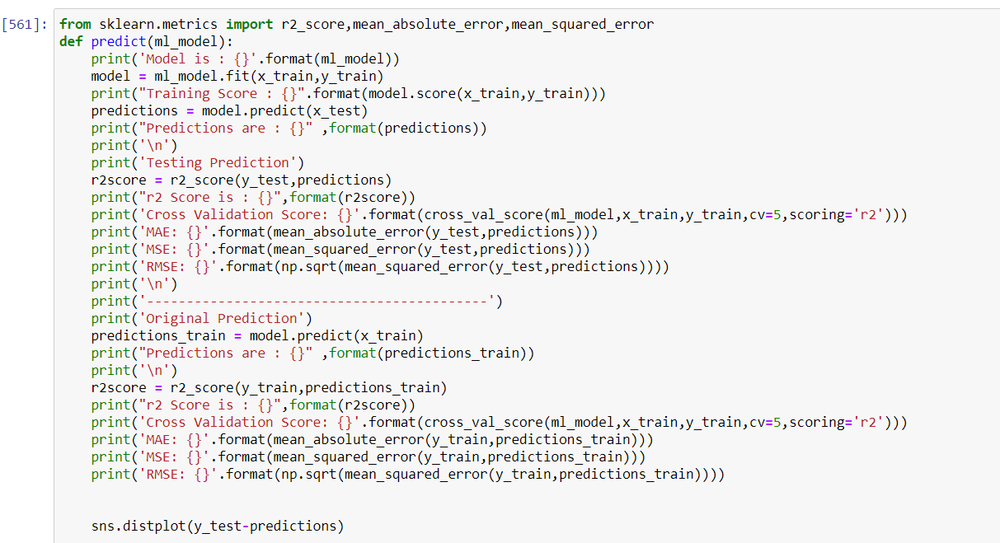 [561]: from sklearn.metrics import r2_score,mean_absolute_error,mean_squared_error
def predict(ml_model):
    print('Model is : {}'.format(ml_model))
    model = ml_model.fit(x_train,y_train)
    print("Training Score : {}".format(model.score(x_train,y_train)))
    predictions = model.predict(x_test)
    print("Predictions are : {}" ,format(predictions))
    print('\n')
    print('Testing Prediction')
    r2score = r2_score(y_test,predictions)
    print("r2 Score is : {}",format(r2score))
    print('Cross Validation Score: {}'.format(cross_val_score(ml_model,x_train,y_train,cv=5,scoring='r2')))
    print('MAE: {}'.format(mean_absolute_error(y_test,predictions)))
    print('MSE: {}'.format(mean_squared_error(y_test,predictions)))
    print('RMSE: {}'.format(np.sqrt(mean_squared_error(y_test,predictions))))
    print('\n')
    print('-------------------------------------------')
    print('Original Prediction')
    predictions_train = model.predict(x_train)
    print("Predictions are : {}" ,format(predictions_train))
    print('\n')
    r2score = r2_score(y_train,predictions_train)
    print("r2 Score is : {}",format(r2score))
    print('Cross Validation Score: {}'.format(cross_val_score(ml_model,x_train,y_train,cv=5,scoring='r2')))
    print('MAE: {}'.format(mean_absolute_error(y_train,predictions_train)))
    print('MSE: {}'.format(mean_squared_error(y_train,predictions_train)))
    print('RMSE: {}'.format(np.sqrt(mean_squared_error(y_train,predictions_train))))
    sns.distplot(y_test-predictions)